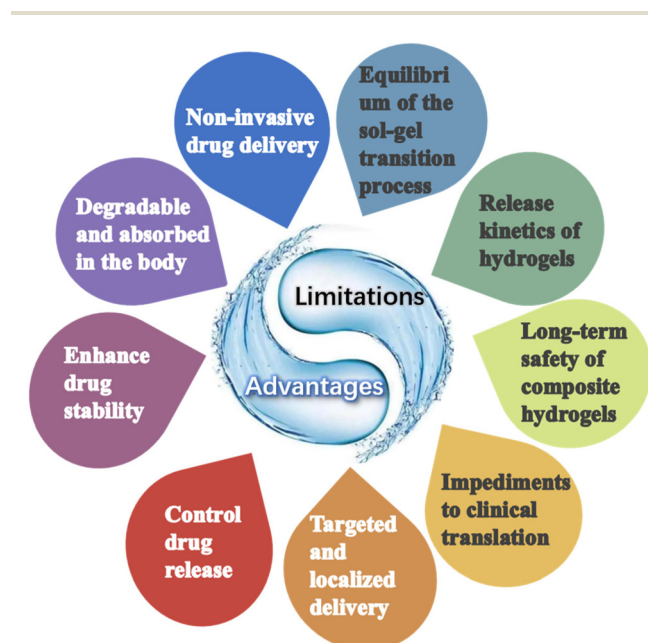 Non-invasive
drug delivery
Equilibri
um of the
sol-gel
transition
process
Degradable
and absorbed
in the body
Release
kinetics of
hydrogels
Limitations
Advantages
Enhance
drug
stability
Long-term
safety of
composite
hydrogels
Control
drug
release
Targeted
and
localized
delivery
Impediments
to clinical
translation